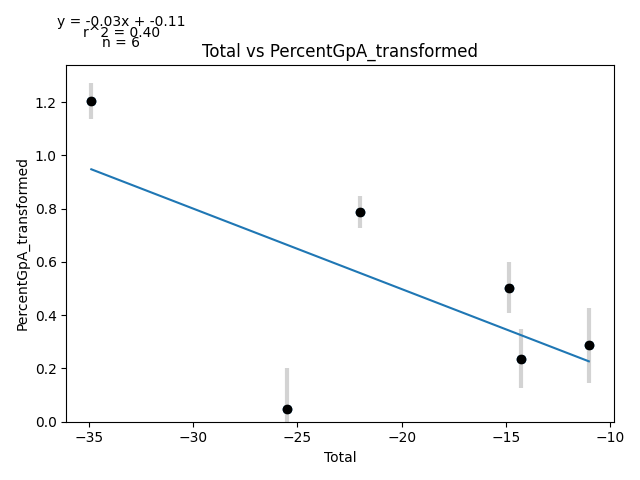 y = -0.03x + -0.11
r^2 = 0.40
n = 6
Total vs PercentGpA_transformed
PercentGpA_transformed
1.2
1.0
0.8
0.6
0.4
0.2
0.0
−35 −30 −25 −20 −15 −10
Total